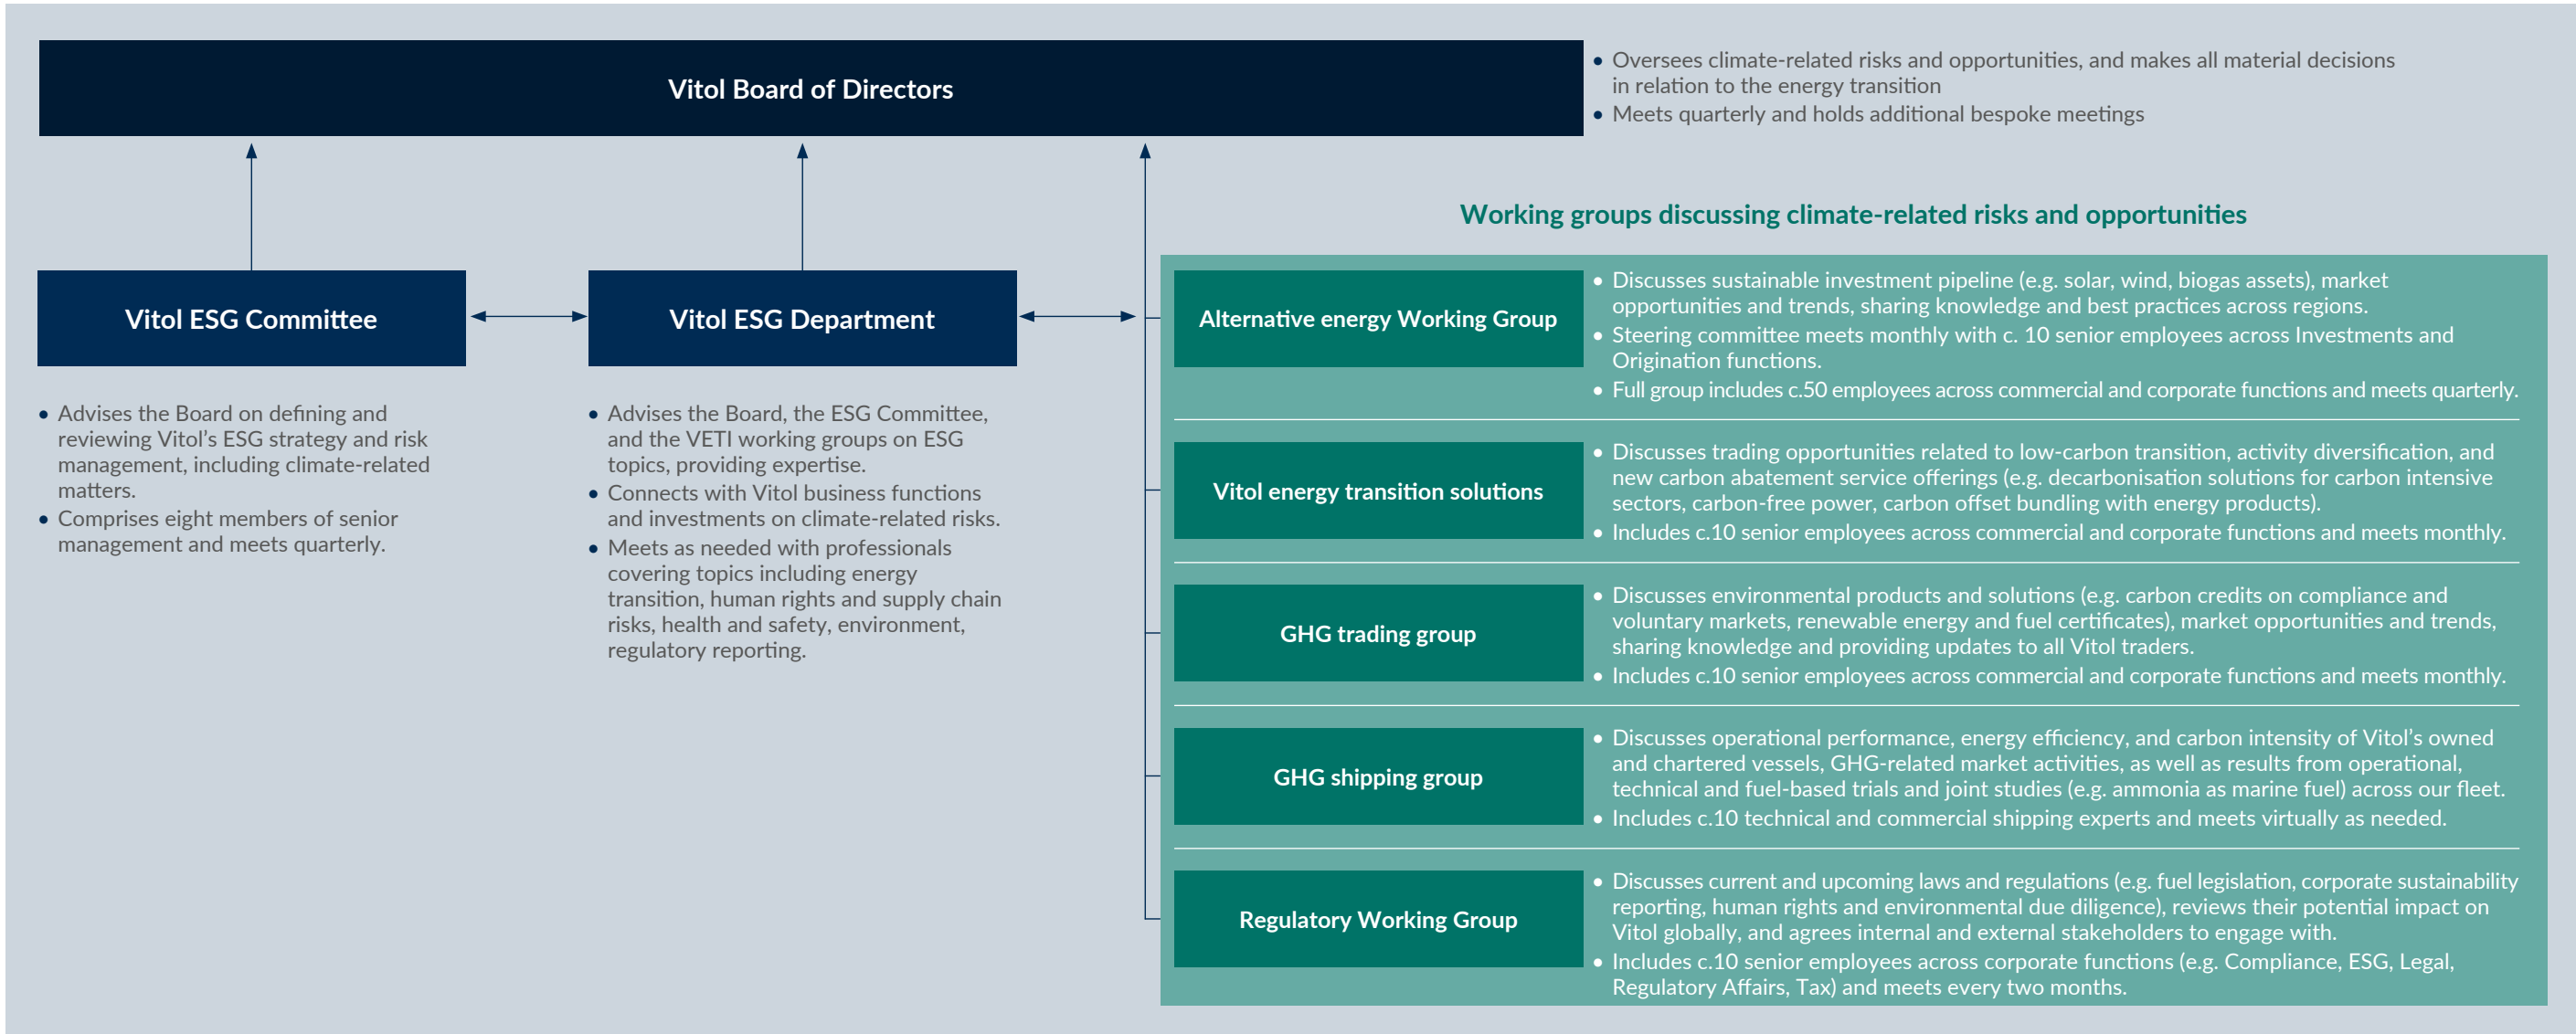 Vitol Board of Directors
• Oversees climate-related risks and opportunities, and makes all material decisions
in relation to the energy transition
• Meets quarterly and holds additional bespoke meetings
Vitol ESG Committee
• Advises the Board on defining and
reviewing Vitol’s ESG strategy and risk
management, including climate-related
matters.
• Comprises eight members of senior
management and meets quarterly.
Vitol ESG Department
• Advises the Board, the ESG Committee,
and the VETI working groups on ESG
topics, providing expertise.
• Connects with Vitol business functions
and investments on climate-related risks.
• Meets as needed with professionals
covering topics including energy
transition, human rights and supply chain
risks, health and safety, environment,
regulatory reporting.
Working groups discussing climate-related risks and opportunities
Alternative energy Working Group
• Discusses sustainable investment pipeline (e.g. solar, wind, biogas assets), market
opportunities and trends, sharing knowledge and best practices across regions.
• Steering committee meets monthly with c. 10 senior employees across Investments and
Origination functions.
• Full group includes c.50 employees across commercial and corporate functions and meets quarterly.
Vitol energy transition solutions
• Discusses trading opportunities related to low-carbon transition, activity diversification, and
new carbon abatement service offerings (e.g. decarbonisation solutions for carbon intensive
sectors, carbon-free power, carbon offset bundling with energy products).
• Includes c.10 senior employees across commercial and corporate functions and meets monthly.
GHG trading group
• Discusses environmental products and solutions (e.g. carbon credits on compliance and
voluntary markets, renewable energy and fuel certificates), market opportunities and trends,
sharing knowledge and providing updates to all Vitol traders.
• Includes c.10 senior employees across commercial and corporate functions and meets monthly.
GHG shipping group
• Discusses operational performance, energy efficiency, and carbon intensity of Vitol’s owned
and chartered vessels, GHG-related market activities, as well as results from operational,
technical and fuel-based trials and joint studies (e.g. ammonia as marine fuel) across our fleet.
• Includes c.10 technical and commercial shipping experts and meets virtually as needed.
Regulatory Working Group
• Discusses current and upcoming laws and regulations (e.g. fuel legislation, corporate sustainability
reporting, human rights and environmental due diligence), reviews their potential impact on
Vitol globally, and agrees internal and external stakeholders to engage with.
• Includes c.10 senior employees across corporate functions (e.g. Compliance, ESG, Legal,
Regulatory Affairs, Tax) and meets every two months.